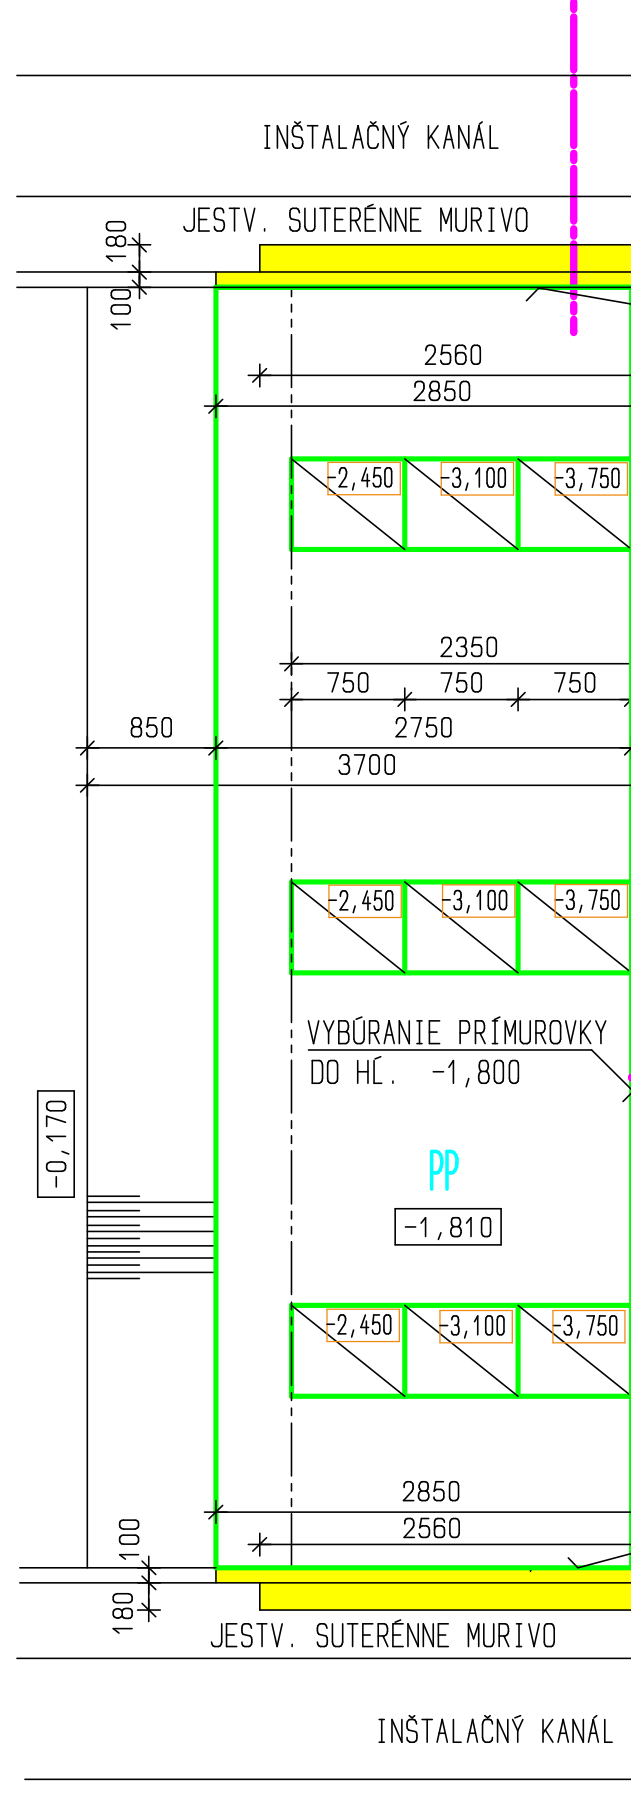 INŠTALAČNÝ KANÁL
JESTV. SUTERÉNNE MURIVO
180
100
2560
2850
-2,450 -3,100 -3,750
2350
750 750 750
850 2750
3700
-2,450 -3,100 -3,750
VYBÚRANIE PRÍMUROVKY
DO HĹ. -1,800
-0,170
PP
-1,810
-2,450 -3,100 -3,750
2850
2560
100
180
JESTV. SUTERÉNNE MURIVO
INŠTALAČNÝ KANÁL